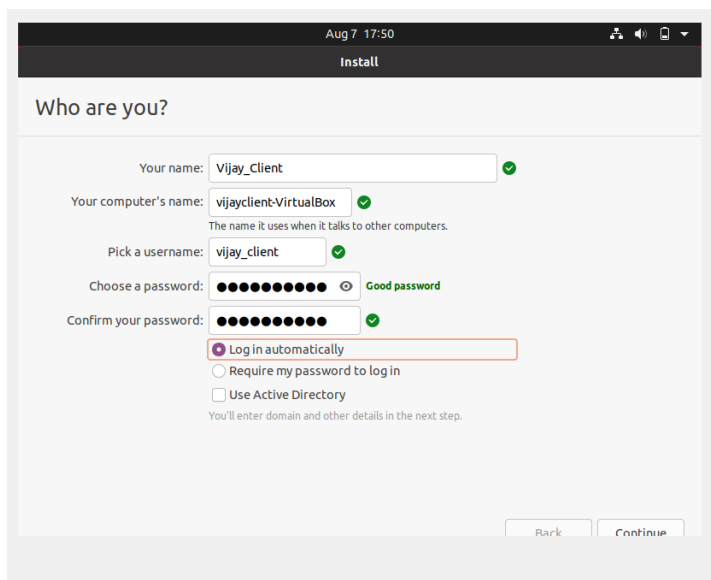 Aug 7 17:50
Install
Who are you?
Your name: Vijay_Client
Your computer's name: vijayclient-VirtualBox
The name it uses when it talks to other computers.
Pick a username: vijay_client
Choose a password: ●●●●●●●●●● Good password
Confirm your password: ●●●●●●●●●●
Log in automatically
Require my password to log in
Use Active Directory
You'll enter domain and other details in the next step.
Back Continue